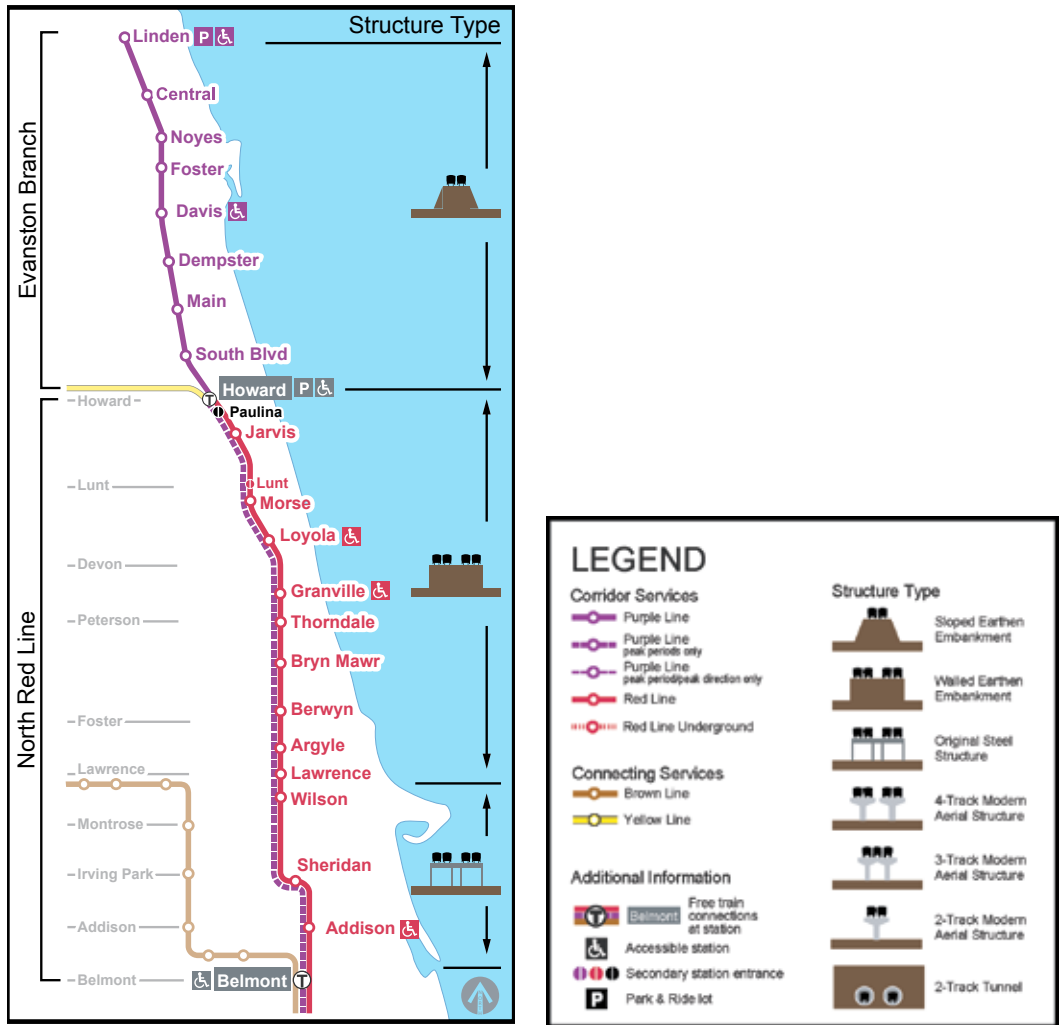 Structure Type
Evanston Branch
Linden P
Central
Noyes
Foster
Davis
Dempster
Main
South Blvd
Howard P
T
Paulina
North Red Line
Howard
Jarvis
Lunt
Lunt
Morse
Loyola
Devon
Granville
Peterson
Thorndale
Bryn Mawr
Berwyn
Foster
Argyle
Lawrence
Lawrence
Wilson
Montrose
Sheridan
Irving Park
Addison
Addison
Belmont
Belmont
T
LEGEND
Corridor Services
Purple Line
Purple Line
peak periods only
Purple Line
peak period/peak direction only
Red Line
Red Line Underground
Connecting Services
Brown Line
Yellow Line
Additional Information
T Belmont Free train
connections
at station
Accessible station
Secondary station entrance
P Park & Ride lot
Structure Type
Sloped Earthen
Embankment
Walled Earthen
Embankment
Original Steel
Structure
4-Track Modern
Aerial Structure
3-Track Modern
Aerial Structure
2-Track Modern
Aerial Structure
2-Track Tunnel